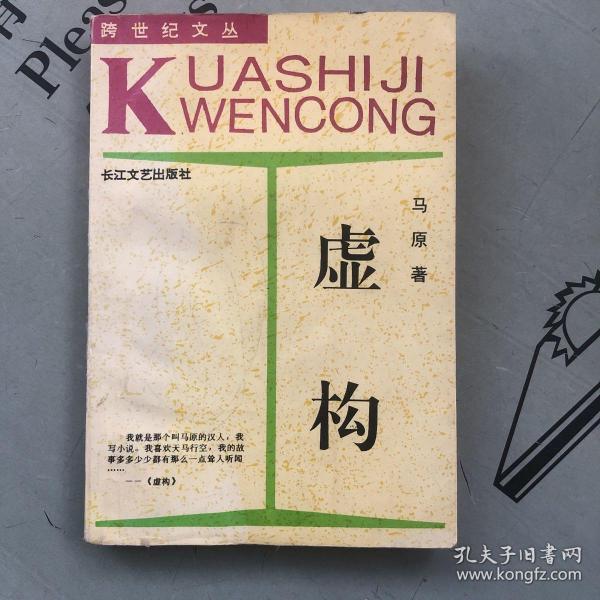 Please
跨世纪文丛
KUASHIJI
WENCONG
长江文艺出版社
马原著
虚构
我就是那个叫马原的汉人，我
写小说。我喜欢天马行空，我的故
事多多少少都有那么一点耸人听闻
……
——《虚构》
孔夫子旧书网
www.kongfz.com